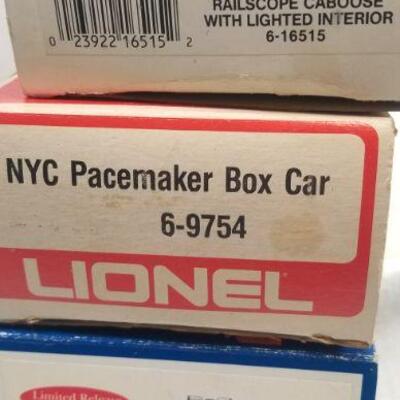 RAILSCOPE CABOOSE
WITH LIGHTED INTERIOR
6-16515
0 23922 16515 2
NYC Pacemaker Box Car
6-9754
LIONEL
Limited Release